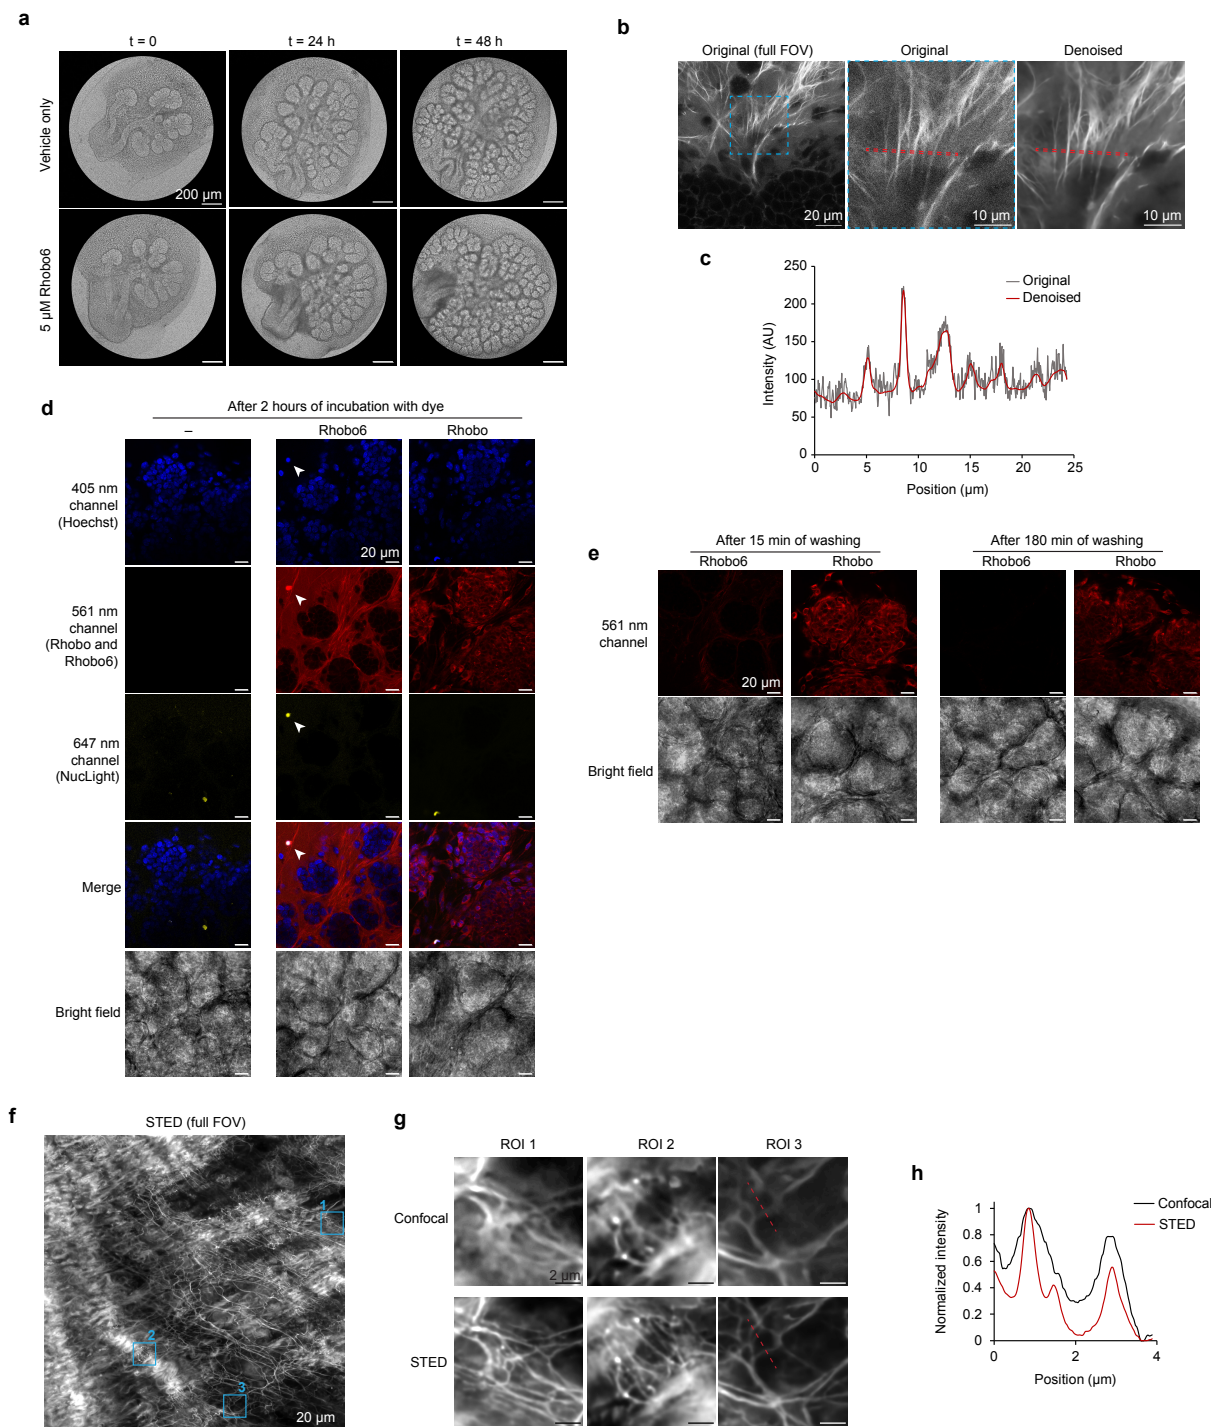 a
t = 0
t = 24 h
t = 48 h
Vehicle only
200 µm
5 µM Rhobo6
b
Original (full FOV)
Original
Denoised
20 µm
10 µm
10 µm
c
250
200
150
100
50
0
Intensity (AU)
Original
Denoised
0
5
10
15
20
25
Position (µm)
d
After 2 hours of incubation with dye
–
Rhobo6
Rhobo
405 nm
channel
(Hoechst)
20 µm
561 nm
channel
(Rhobo and
Rhobo6)
647 nm
channel
(NucLight)
Merge
Bright field
e
After 15 min of washing
After 180 min of washing
Rhobo6
Rhobo
Rhobo6
Rhobo
561 nm
channel
20 µm
Bright field
f
STED (full FOV)
1
2
3
20 µm
g
ROI 1
ROI 2
ROI 3
Confocal
2 µm
STED
h
Normalized intensity
1
0.8
0.6
0.4
0.2
0
Confocal
STED
0
2
4
Position (µm)